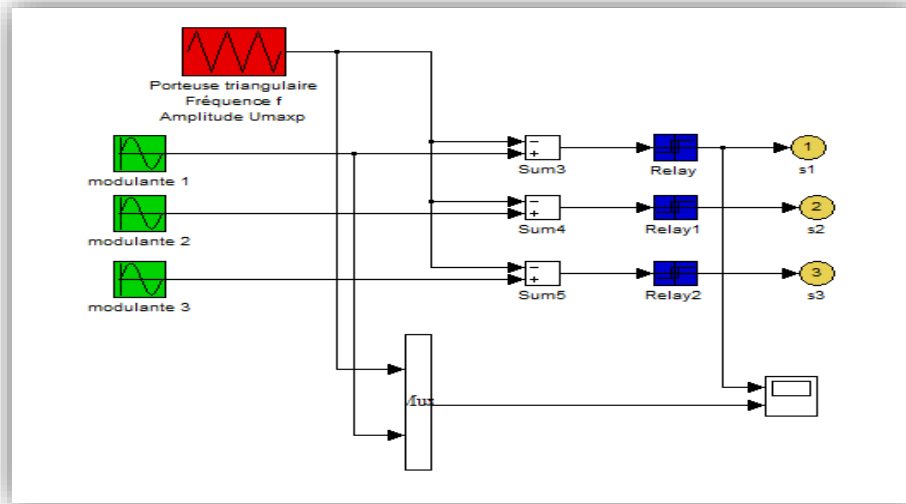 Porteuse triangulaire
Fréquence f
Amplitude Umaxp
modulante 1
Sum3
Relay
1
s1
modulante 2
Sum4
Relay1
2
s2
modulante 3
Sum5
Relay2
3
s3
Mux